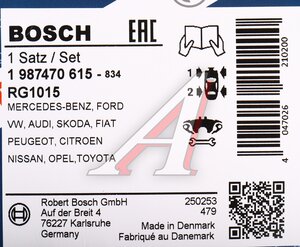 BOSCH
EAC
1 Satz / Set
1 987470 615 - 834
RG1015
MERCEDES-BENZ, FORD
VW, AUDI, SKODA, FIAT
PEUGEOT, CITROEN
NISSAN, OPEL, TOYOTA
1
2
210200
4 047026
BOSCH
Robert Bosch GmbH
Auf der Breit 4
76227 Karlsruhe
Germany
250253
479
Made in Denmark
Fabriqué au Danemark